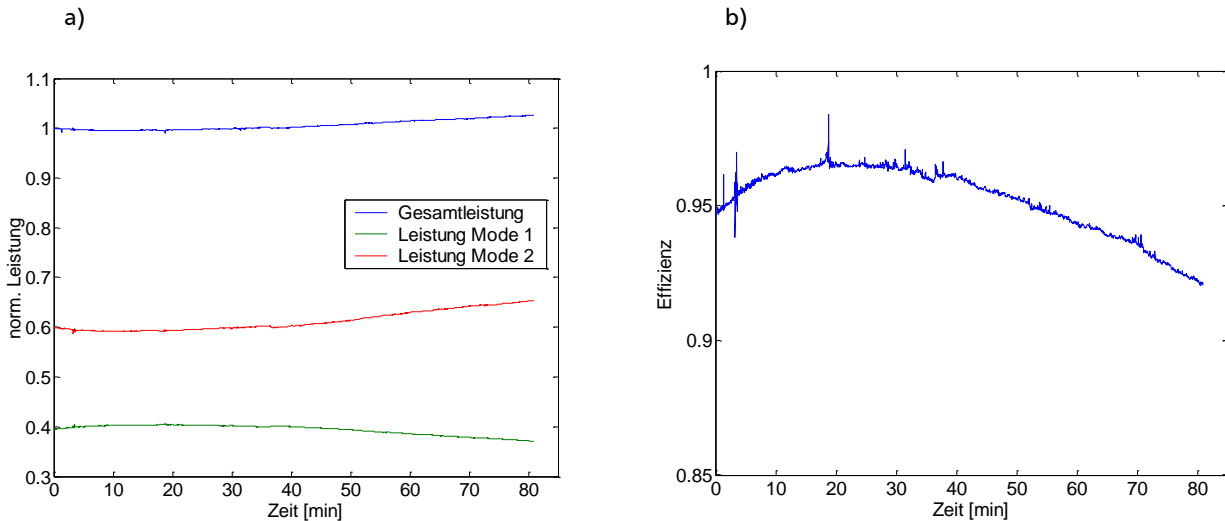 a)
1.1
1
0.9
0.8
0.7
0.6
0.5
0.4
0.3
norm. Leistung
Gesamtleistung
Leistung Mode 1
Leistung Mode 2
0 10 20 30 40 50 60 70 80
Zeit [min]
b)
1
0.95
0.9
0.85
Effizienz
0 10 20 30 40 50 60 70 80
Zeit [min]